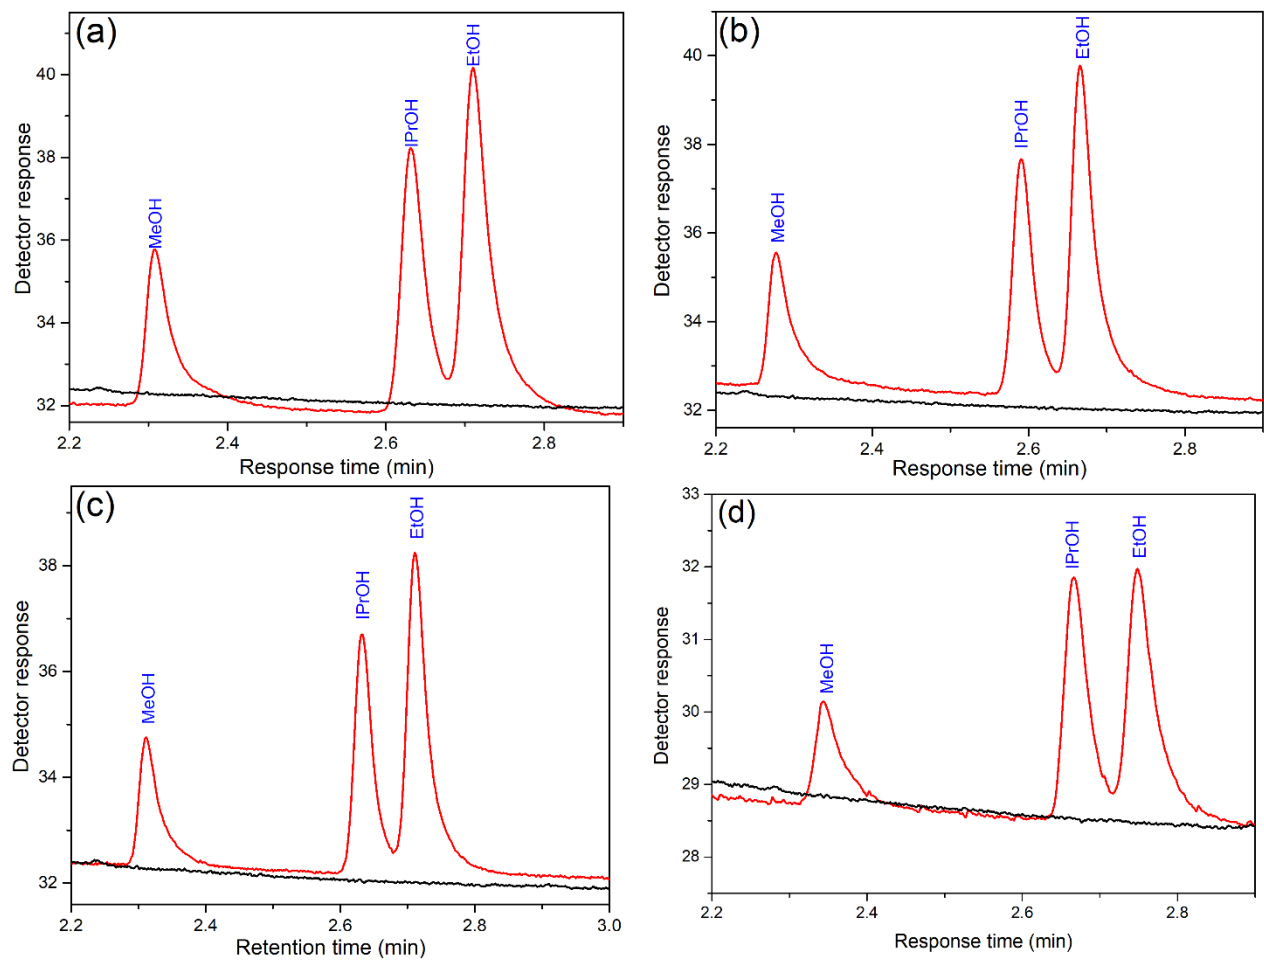 (a)
MeOH
IPrOH
EtOH
Detector response
40
38
36
34
32
2.2
2.4
2.6
2.8
Response time (min)
(b)
MeOH
IPrOH
EtOH
Detector response
40
38
36
34
32
2.2
2.4
2.6
2.8
Response time (min)
(c)
MeOH
IPrOH
EtOH
Detector response
38
36
34
32
2.2
2.4
2.6
2.8
3.0
Retention time (min)
(d)
MeOH
IPrOH
EtOH
Detector response
33
32
31
30
29
28
2.2
2.4
2.6
2.8
Response time (min)